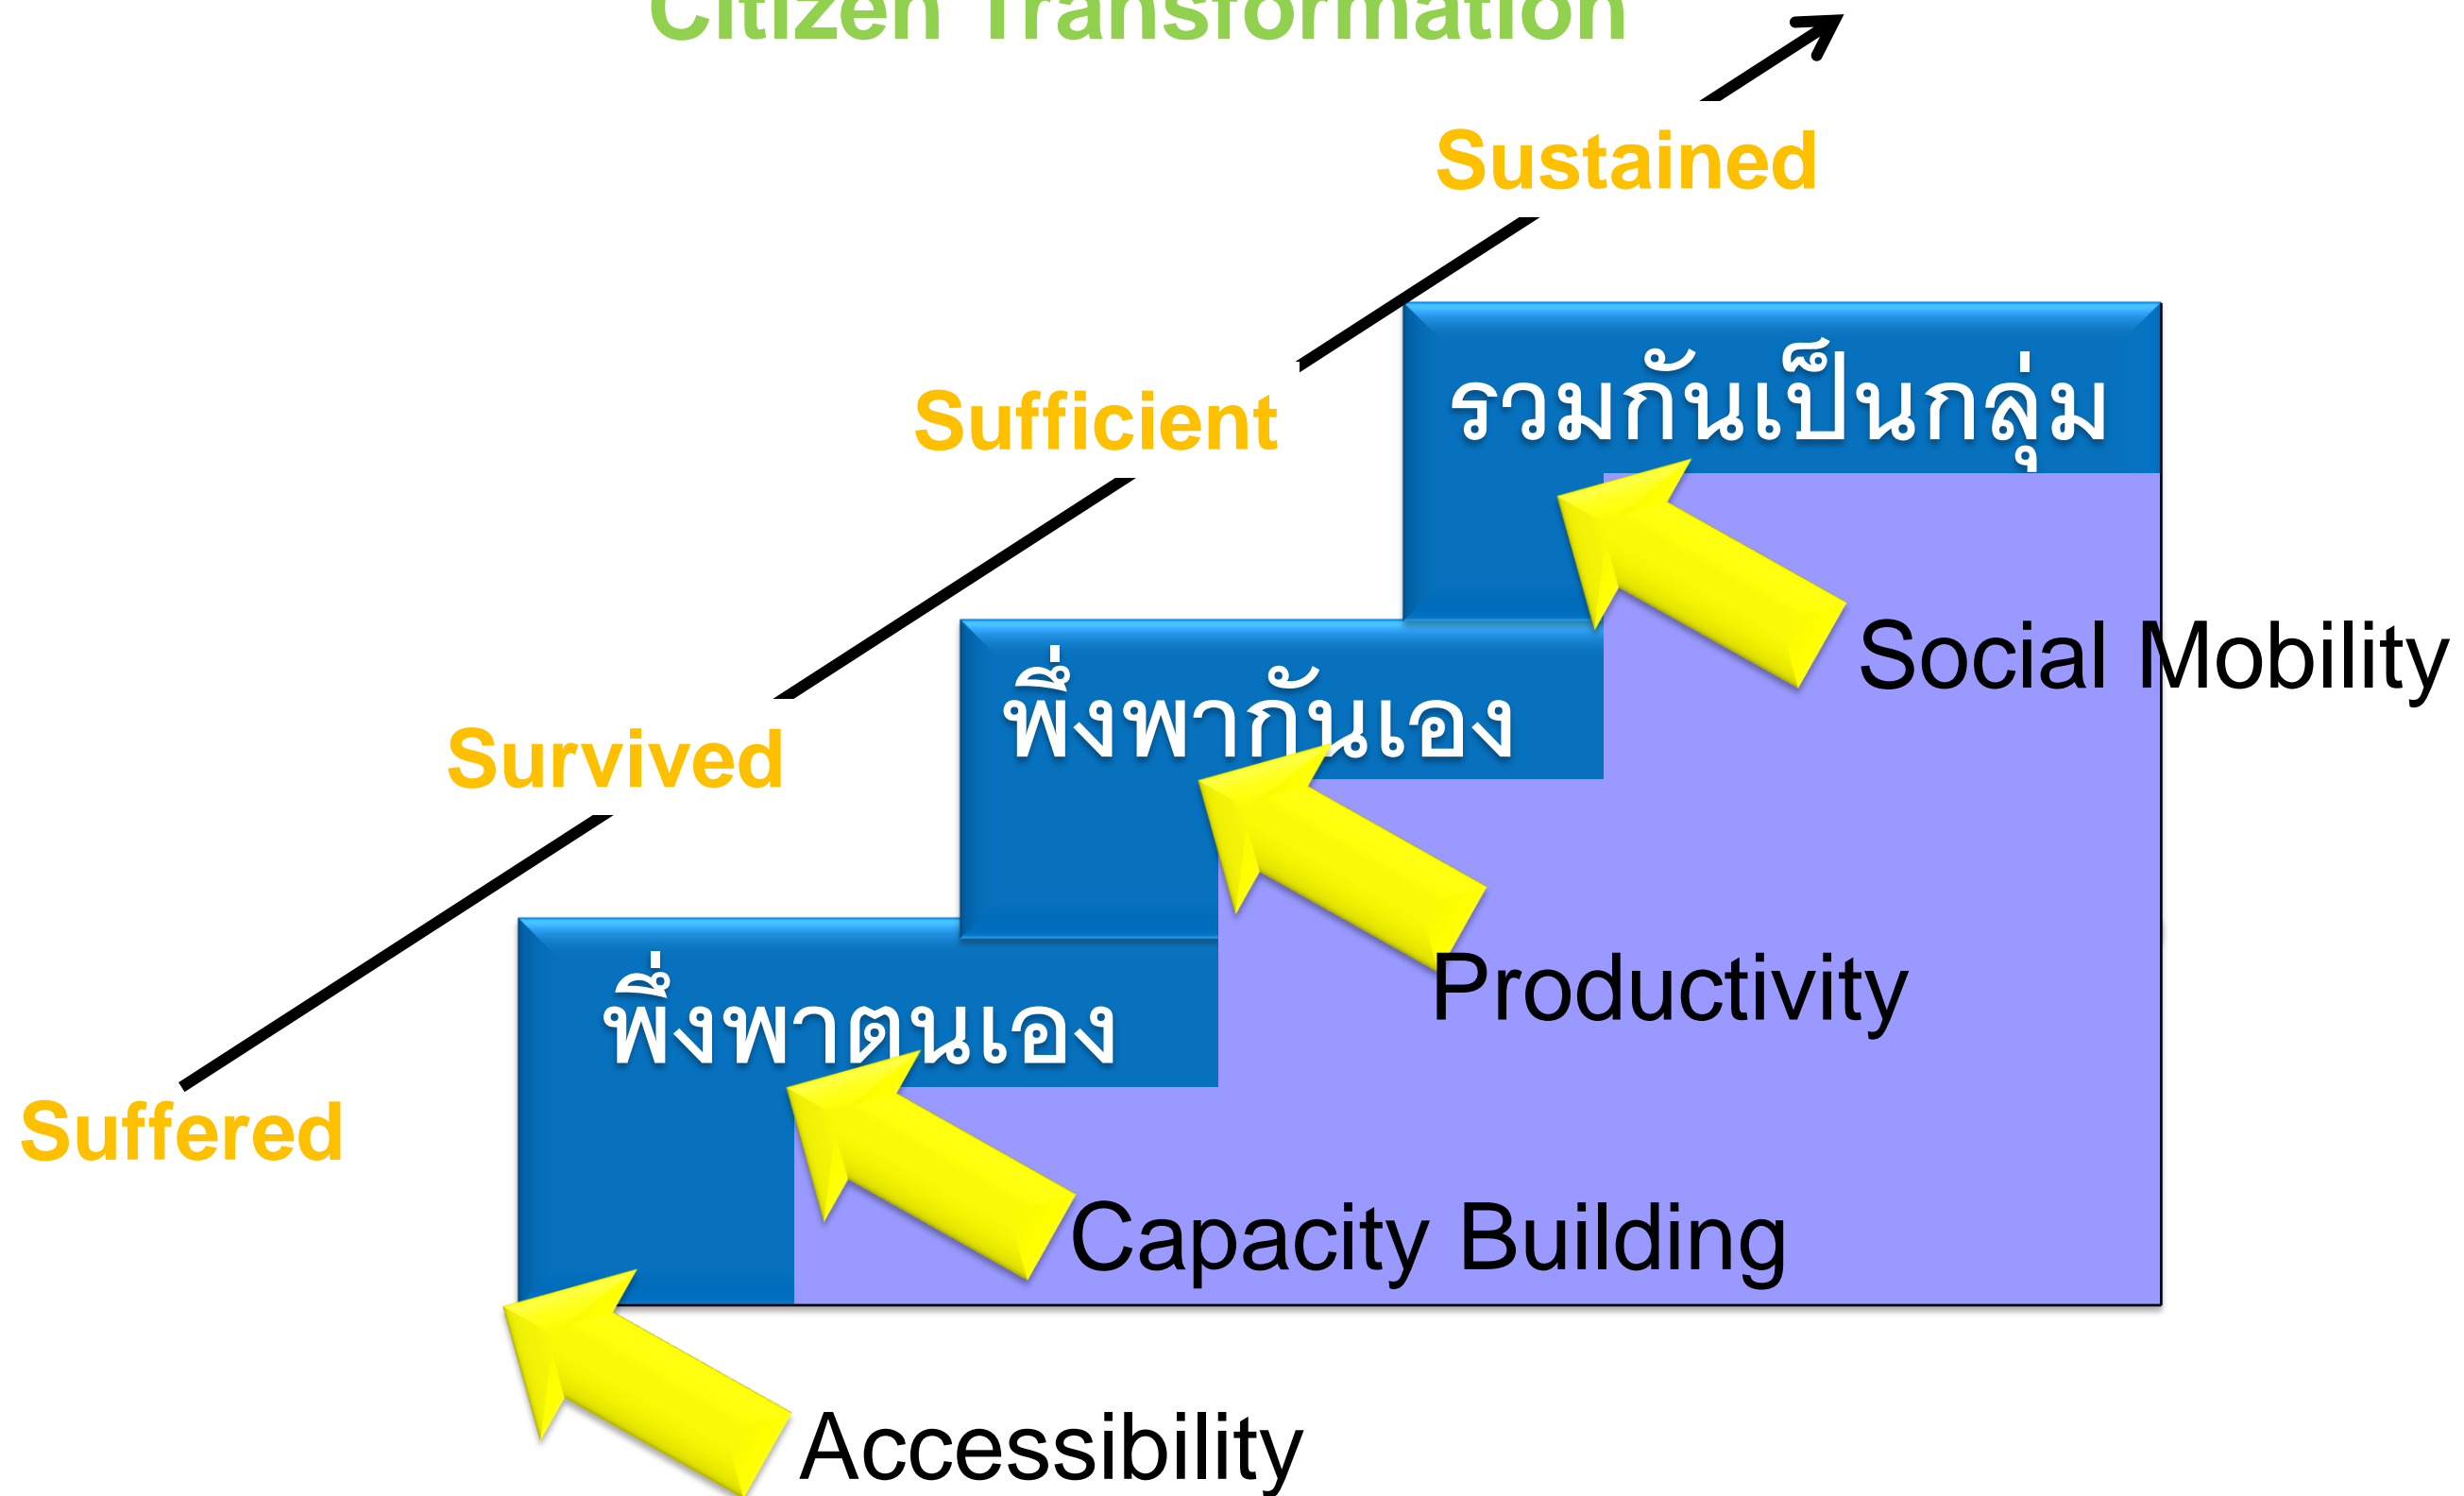 Citizen Transformation
Sustained
รวมกันเป็นกลุ่ม
Sufficient
Social Mobility
พึ่งพากันเอง
Survived
Productivity
พึ่งพาตนเอง
Suffered
Capacity Building
Accessibility